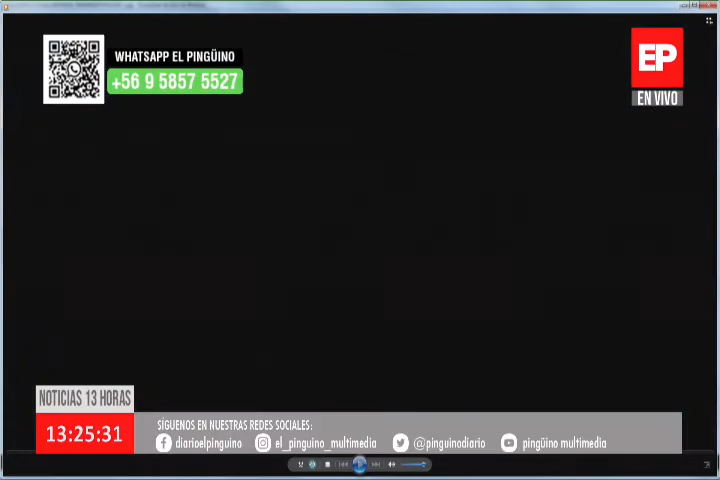 WHATSAPP EL PINGÜINO
+56 9 5857 5527
EP
EN VIVO
NOTICIAS 13 HORAS
13:25:31
SÍGUENOS EN NUESTRAS REDES SOCIALES:
diarioelpinguino el_pinguino_multimedia @pinguinodiario pingüino multimedia